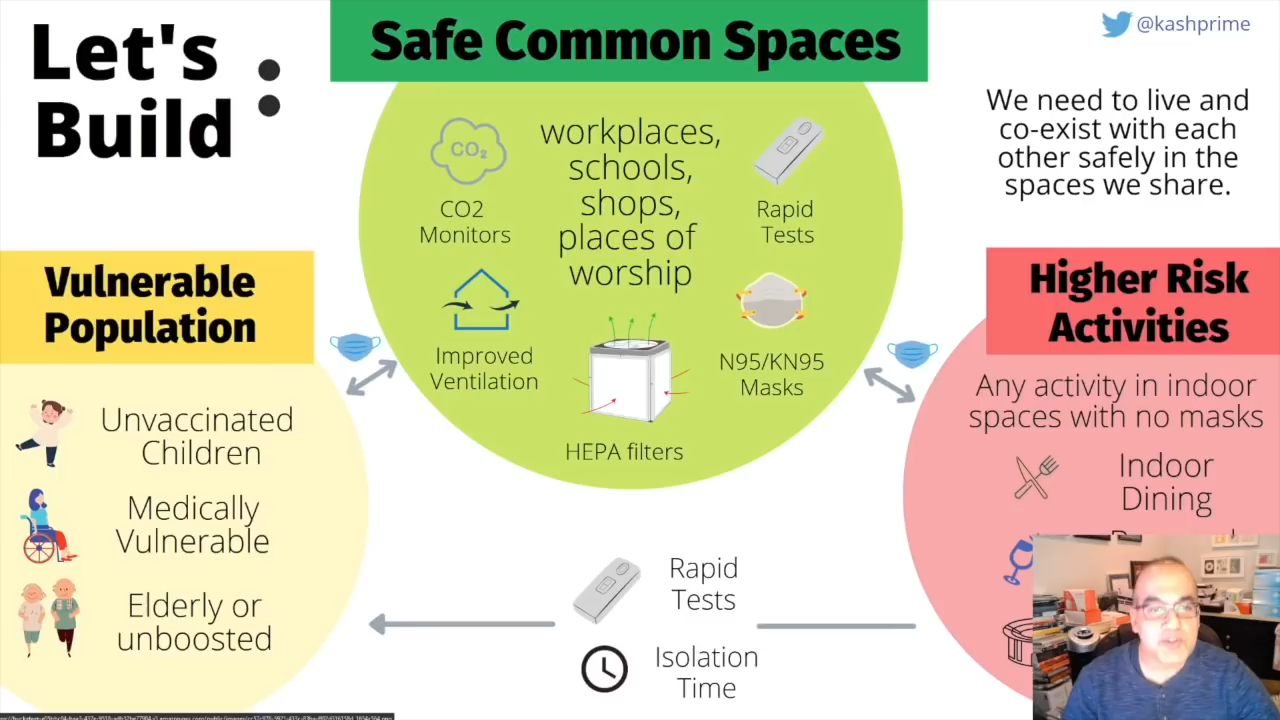 Let's
Build :
Safe Common Spaces
@kashprime
We need to live and
co-exist with each
other safely in the
spaces we share.
workplaces,
schools,
shops,
places of
worship
CO2
CO2
Monitors
Rapid
Tests
Improved
Ventilation
N95/KN95
Masks
HEPA filters
Vulnerable
Population
Unvaccinated
Children
Medically
Vulnerable
Elderly or
unboosted
Higher Risk
Activities
Any activity in indoor
spaces with no masks
Indoor
Dining
Rapid
Tests
Isolation
Time